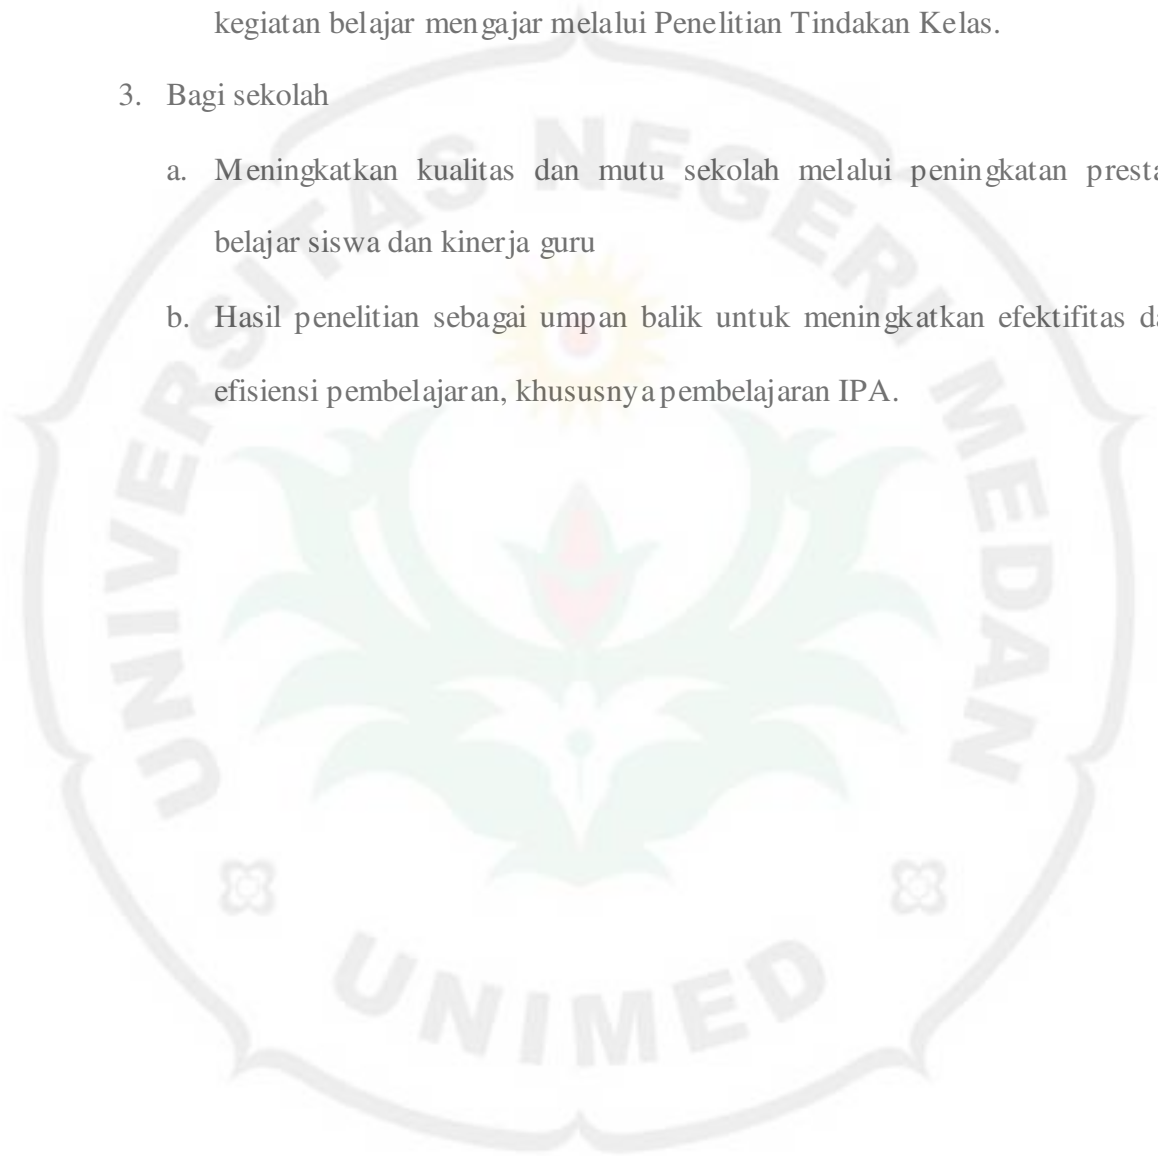 kegiatan belajar mengajar melalui Penelitian Tindakan Kelas.
3. Bagi sekolah
a. Meningkatkan kualitas dan mutu sekolah melalui peningkatan presta
belajar siswa dan kinerja guru
b. Hasil penelitian sebagai umpan balik untuk meningkatkan efektifitas da
efisiensi pembelajaran, khususnya pembelajaran IPA.
UNIVERSITAS NEGERI MEDAN
UNIMED